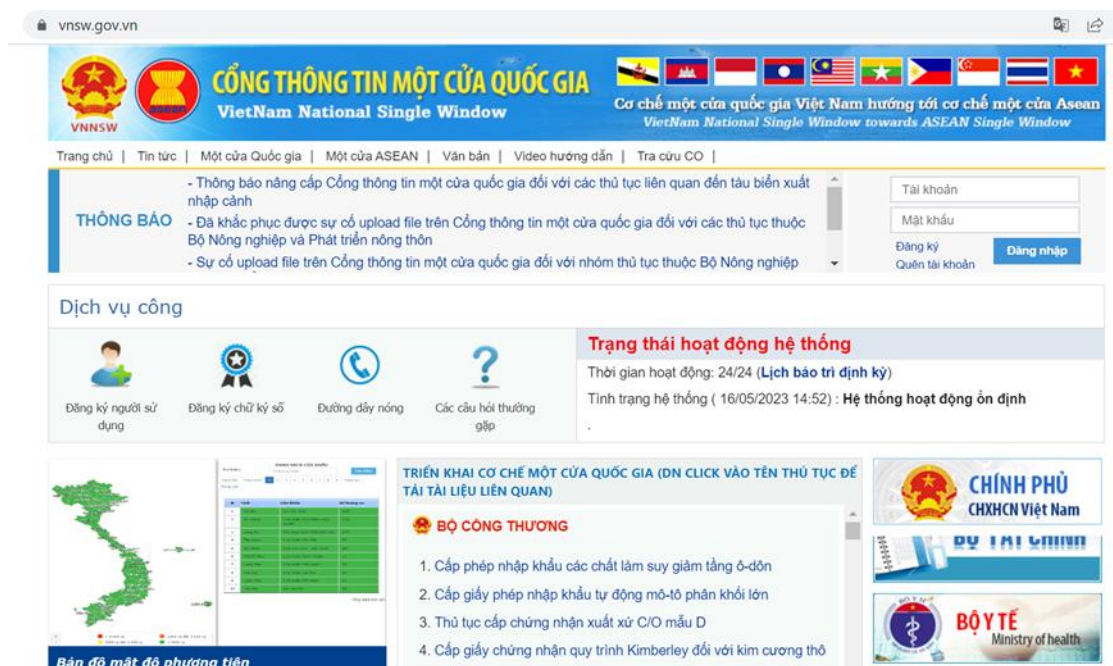 vnsw.gov.vn
CỔNG THÔNG TIN MỘT CỬA QUỐC GIA
VietNam National Single Window
VNNSW
asean
Cơ chế một cửa quốc gia Việt Nam hướng tới cơ chế một cửa Asean
VietNam National Single Window towards ASEAN Single Window
Trang chủ | Tin tức | Một cửa Quốc gia | Một cửa ASEAN | Văn bản | Video hướng dẫn | Tra cứu CO |
THÔNG BÁO
- Thông báo nâng cấp Cổng thông tin một cửa quốc gia đối với các thủ tục liên quan đến tàu biển xuất
nhập cảnh
- Đã khắc phục được sự cố upload file trên Cổng thông tin một cửa quốc gia đối với các thủ tục thuộc
Bộ Nông nghiệp và Phát triển nông thôn
- Sự cố upload file trên Cổng thông tin một cửa quốc gia đối với nhóm thủ tục thuộc Bộ Nông nghiệp
Tài khoản
Mật khẩu
Đăng ký
Quên tài khoản
Đăng nhập
Dịch vụ công
Đăng ký người sử
dụng
Đăng ký chữ ký số
Đường dây nóng
Các câu hỏi thường
gặp
Trạng thái hoạt động hệ thống
Thời gian hoạt động: 24/24 (Lịch bảo trì định kỳ)
Tình trạng hệ thống ( 16/05/2023 14:52) : Hệ thống hoạt động ổn định
.
Bản đồ mật độ phương tiện
TRIỂN KHAI CƠ CHẾ MỘT CỬA QUỐC GIA (DN CLICK VÀO TÊN THỦ TỤC ĐỂ
TẢI TÀI LIỆU LIÊN QUAN)
BỘ CÔNG THƯƠNG
1. Cấp phép nhập khẩu các chất làm suy giảm tầng ô-dôn
2. Cấp giấy phép nhập khẩu tự động mô-tô phân khối lớn
3. Thủ tục cấp chứng nhận xuất xứ C/O mẫu D
4. Cấp giấy chứng nhận quy trình Kimberley đối với kim cương thô
CHÍNH PHỦ
CHXHCN Việt Nam
BỘ TÀI CHÍNH
BỘ Y TẾ
Ministry of health